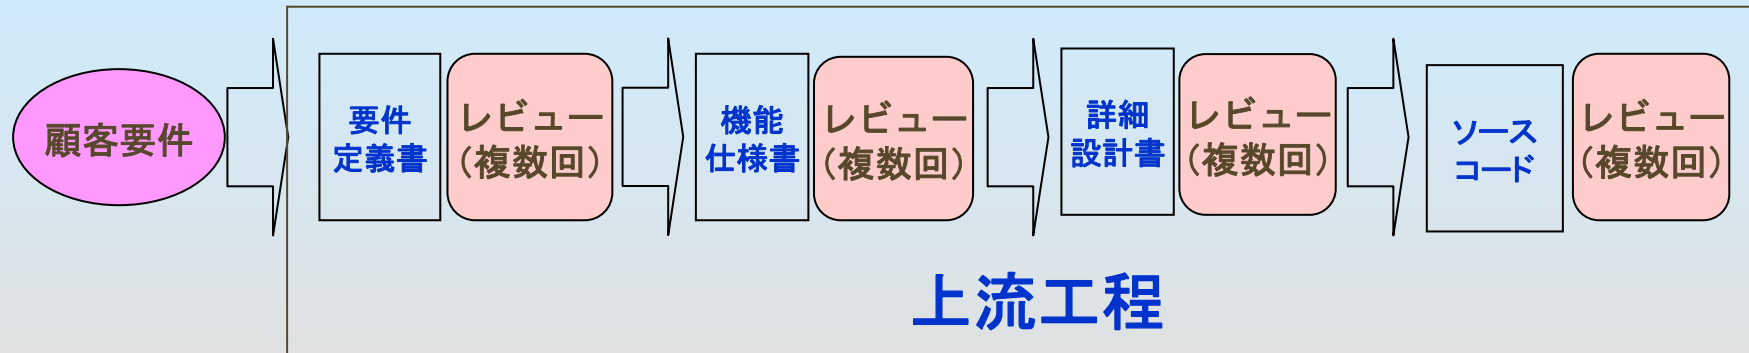 顧客要件
要件
定義書
レビュー
(複数回)
機能
仕様書
レビュー
(複数回)
詳細
設計書
レビュー
(複数回)
ソース
コード
レビュー
(複数回)
上流工程